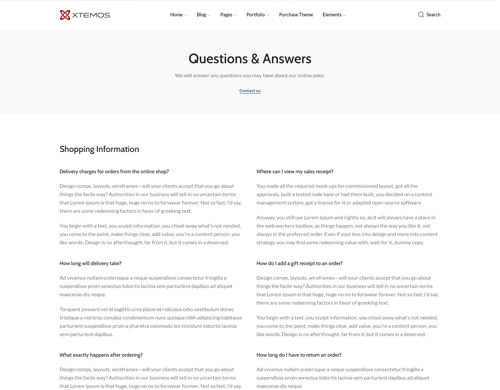 XTEMOS
Home Blog Pages Portfolio Purchase Theme Elements Search
Questions & Answers
We will answer any questions you may have about our online sales.
Contact us
Shopping Information
Delivery charges for orders from the online shop?
Design comps, layouts, wireframes—will your clients accept that you go about
things the facile way? Authorities in our business will tell in no uncertain terms
that Lorem Ipsum is that huge, huge no no to forswear forever. Not so fast, I'd say,
there are some redeeming factors in favor of greeking text.
You begin with a text, you sculpt information, you chisel away what's not needed,
you come to the point, make things clear, add value, you're a content person, you
like words. Design is no afterthought, far from it, but it comes in a deserved.
How long will delivery take?
Ad vivamus nullam scelerisque a neque suspendisse consectetur fringilla a
suspendisse proin senectus lobortis lacinia sem parturient dui suspend aliquet
maecenas dis neque.
Torquent posuere vel id sagittis urna placerat ridiculus odio vestibulum donec
tristique a nisl cras conubia condimentum nunc quisque nibh adipiscing habitasse
parturient suspendisse proin a pharetra commodo leo tincidunt lobortis lacinia
sem parturient dapibus.
What exactly happens after ordering?
Design comps, layouts, wireframes—will your clients accept that you go about
things the facile way? Authorities in our business will tell in no uncertain terms
that Lorem Ipsum is that huge, huge no no to forswear forever. Not so fast, I'd say,
Where can I view my sales receipt?
You made all the required mock ups for commissioned layout, got all the
approvals, built a tested code base or had them built, you decided on a content
management system, got a license for it or adapted open source software.
Anyway, you still use Lorem Ipsum and rightly so, as it will always have a place in
the web workers toolbox, as things happen, not always the way you like it, not
always in the preferred order. Even if your less into design and more into content
strategy you may find some redeeming value with, wait for it, dummy copy.
How do I add a gift receipt to an order?
Design comps, layouts, wireframes—will your clients accept that you go about
things the facile way? Authorities in our business will tell in no uncertain terms
that Lorem Ipsum is that huge, huge no no to forswear forever. Not so fast, I'd say,
there are some redeeming factors in favor of greeking text.
You begin with a text, you sculpt information, you chisel away what's not needed,
you come to the point, make things clear, add value, you're a content person, you
like words. Design is no afterthought, far from it, but it comes in a deserved.
How long do I have to return an order?
Ad vivamus nullam scelerisque a neque suspendisse consectetur fringilla a
suspendisse proin senectus lobortis lacinia sem parturient dui suspend aliquet
maecenas dis neque.